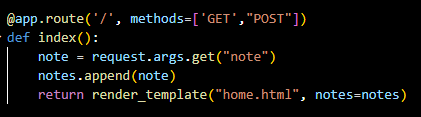 @app.route('/', methods=['GET',"POST"])
def index():
    note = request.args.get("note")
    notes.append(note)
    return render_template("home.html", notes=notes)